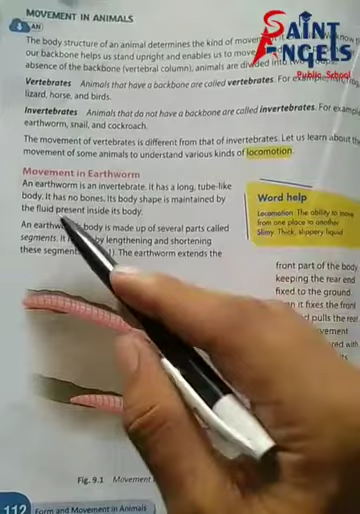 MOVEMENT IN ANIMALS
SAINT
ANGELS
Public School
AN
The body structure of an animal determines the kind of
our backbone helps us stand upright and enables us to move
absence of the backbone (vertebral column), animals are divided into two
Vertebrates Animals that have a backbone are called vertebrates. For
lizard, horse, and birds.
Invertebrates Animals that do not have a backbone are called invertebrates. For example
earthworm, snail, and cockroach.
The movement of vertebrates is different from that of invertebrates. Let us learn about the
movement of some animals to understand various kinds of locomotion.
Movement in Earthworm
An earthworm is an invertebrate. It has a long, tube-like
body. It has no bones. Its body shape is maintained by
the fluid present inside its body.
Word help
Locomotion The ability to move
from one place to another
Slimy Thick, slippery liquid
An body is made up of several parts called
segments. It by lengthening and shortening
these The earthworm extends the
front part of the body
keeping the rear
fixed to the ground.
it fixes the front
pulls the rear
with
Fig. 9.1 Movement
112 Form and Movement in Animals